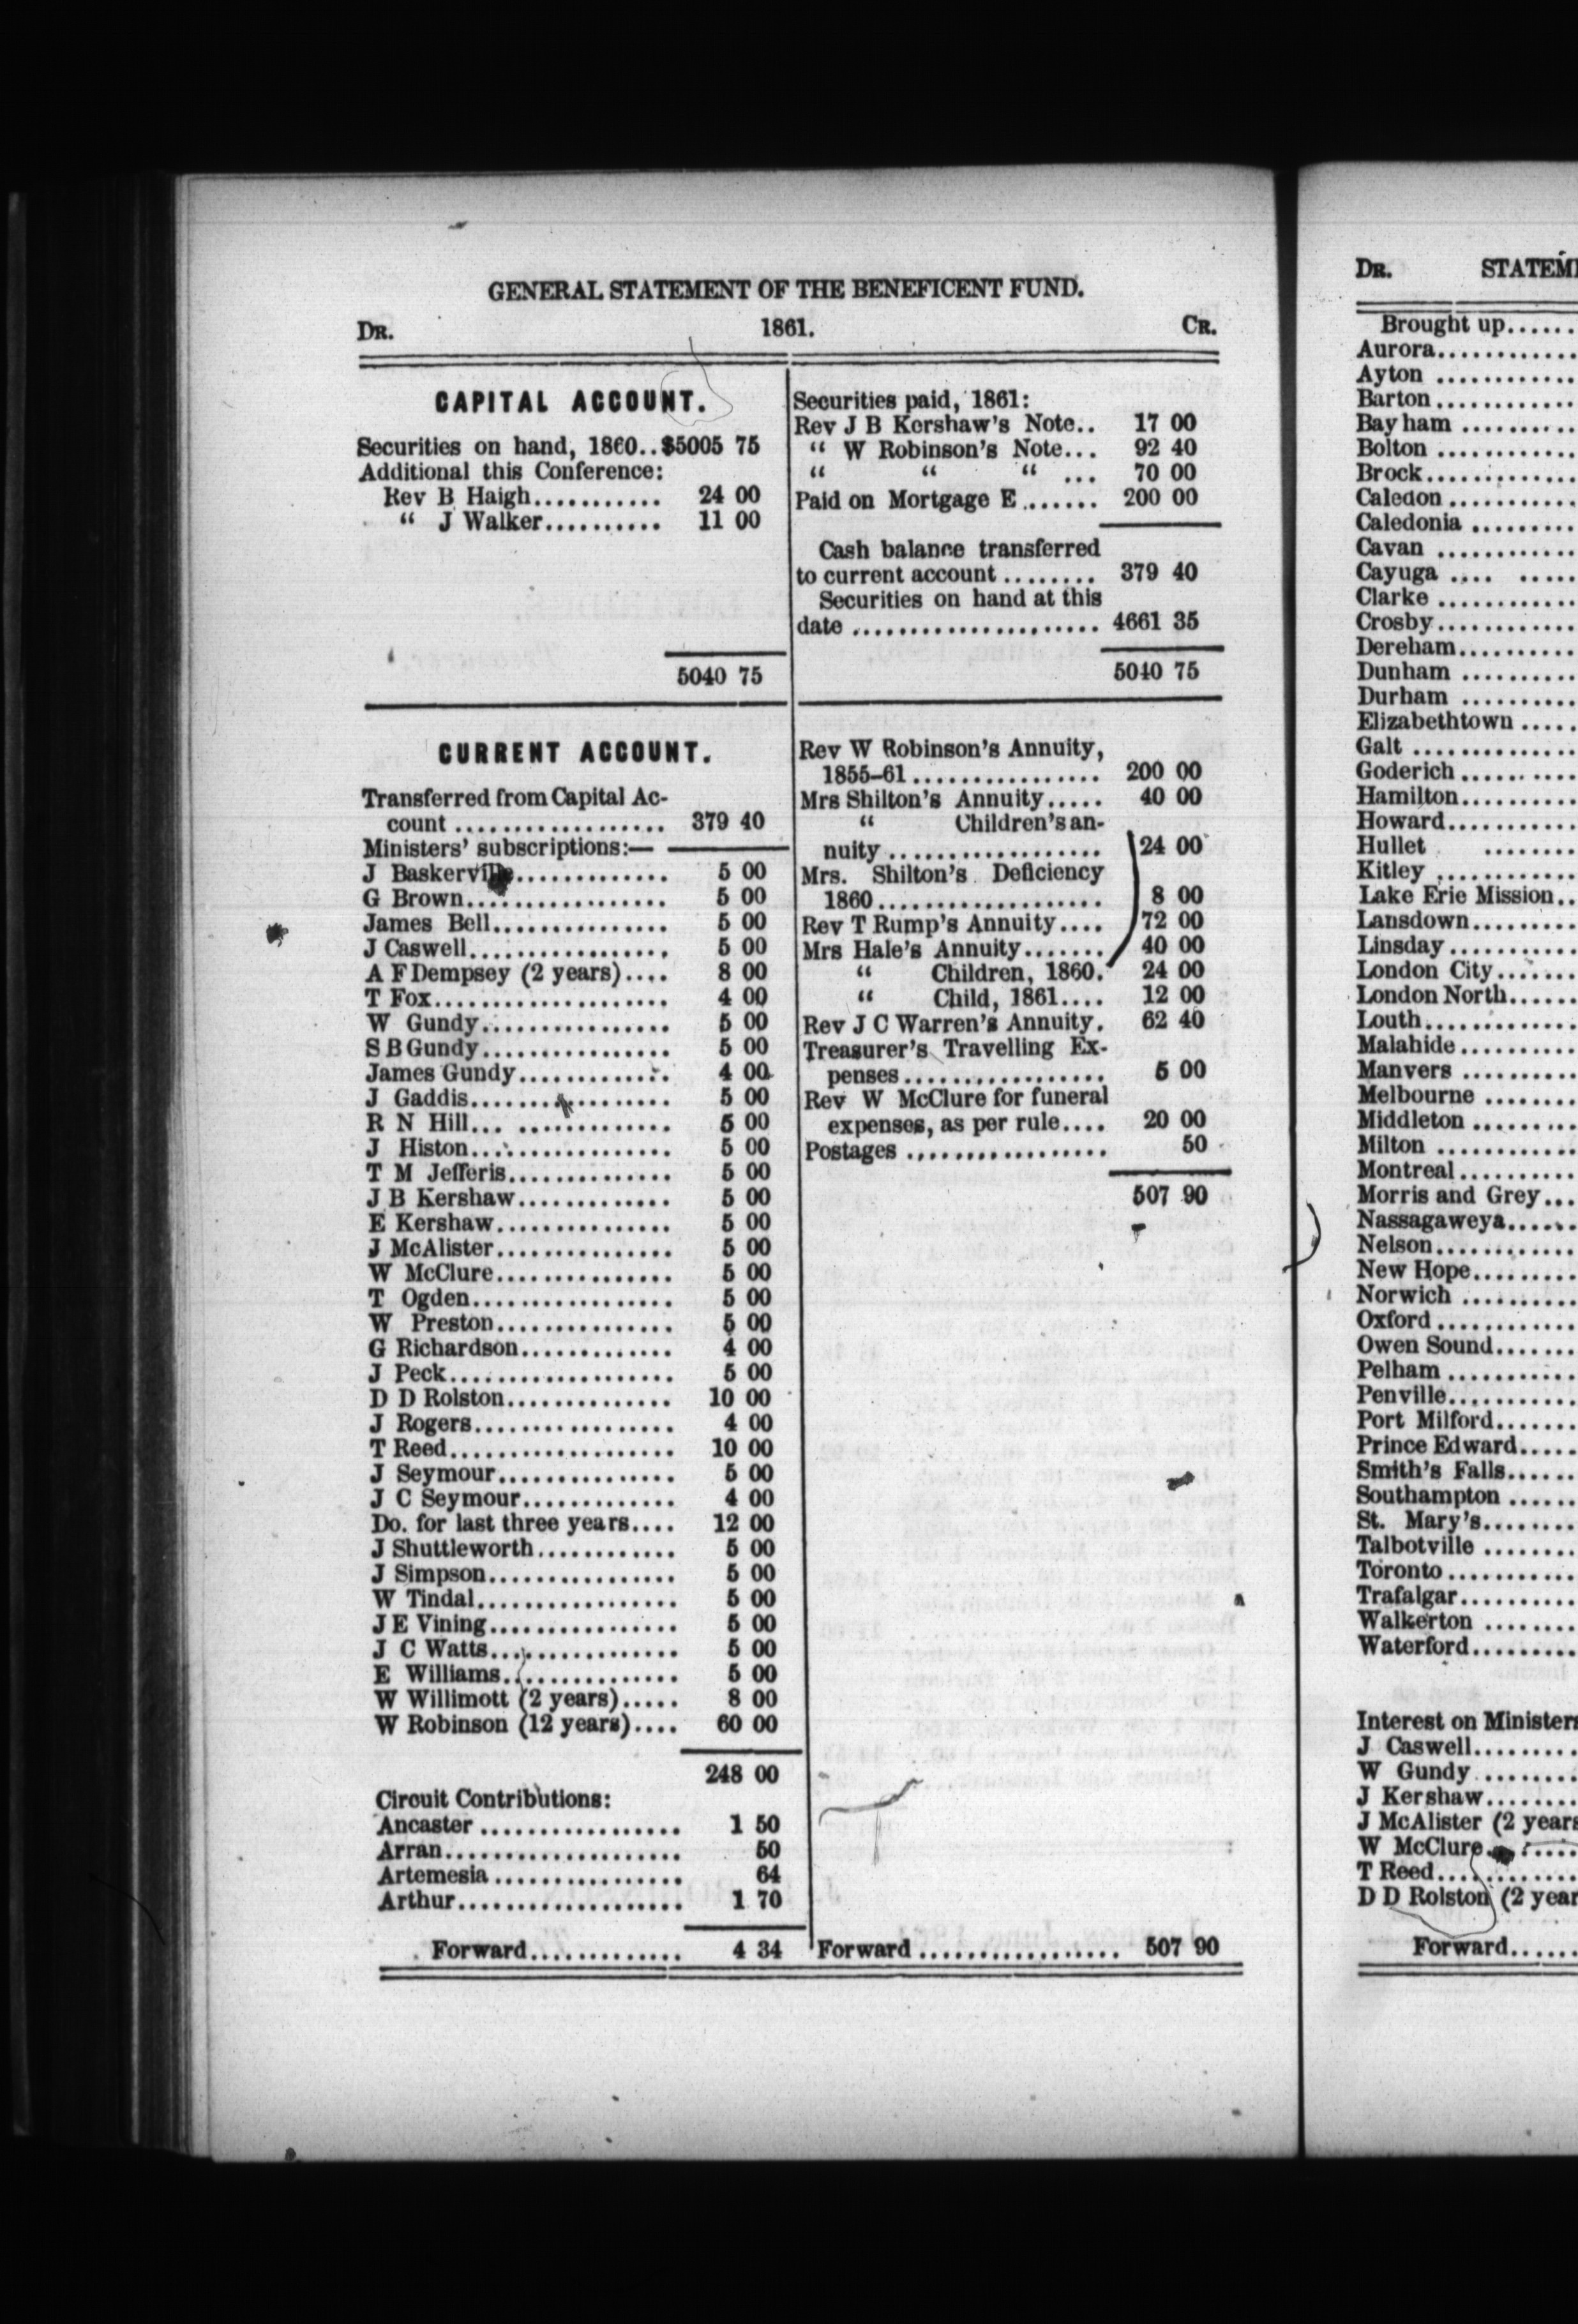 GENERAL STATEMENT OF THE BENEFICENT FUND.
DR. 1861. CR.
CAPITAL ACCOUNT.
Securities on hand, 1860..$5005 75
Additional this Conference:
Rev B Haigh........... 24 00
“ J Walker.......... 11 00
5040 75
CURRENT ACCOUNT.
Transferred from Capital Ac-
count .................. 379 40
Ministers' subscriptions:—
J Baskerville............. 5 00
G Brown................. 5 00
James Bell............... 5 00
J Caswell................. 5 00
A F Dempsey (2 years).... 8 00
T Fox.................... 4 00
W Gundy................ 5 00
S B Gundy................ 5 00
James Gundy............. 4 00
J Gaddis................. 5 00
R N Hill... ............. 5 00
J Histon................. 5 00
T M Jefferis.............. 5 00
J B Kershaw............. 5 00
E Kershaw............... 5 00
J McAlister............... 5 00
W McClure............... 5 00
T Ogden................. 5 00
W Preston............... 5 00
G Richardson............. 4 00
J Peck................... 5 00
D D Rolston.............. 10 00
J Rogers................. 4 00
T Reed................... 10 00
J Seymour............... 5 00
J C Seymour............. 4 00
Do. for last three years.... 12 00
J Shuttleworth............ 5 00
J Simpson................ 5 00
W Tindal................. 5 00
J E Vining................ 5 00
J C Watts................ 5 00
E Williams............... 5 00
W Willimott (2 years)..... 8 00
W Robinson (12 years).... 60 00
248 00
Circuit Contributions:
Ancaster ................. 1 50
Arran.................... 50
Artemesia ................ 64
Arthur................... 1 70
Forward............. 4 34
Securities paid, 1861:
Rev J B Kershaw's Note.. 17 00
“ W Robinson's Note... 92 40
“ “ “ ... 70 00
Paid on Mortgage E ...... 200 00
Cash balance transferred
to current account ........ 379 40
Securities on hand at this
date ..................... 4661 35
5040 75
Rev W Robinson's Annuity,
1855–61 ................ 200 00
Mrs Shilton's Annuity..... 40 00
“ Children's an-
nuity .................. 24 00
Mrs. Shilton's Deficiency
1860................... 8 00
Rev T Rump's Annuity.... 72 00
Mrs Hale's Annuity....... 40 00
“ Children, 1860. 24 00
“ Child, 1861.... 12 00
Rev J C Warren's Annuity. 62 40
Treasurer's Travelling Ex-
penses................. 5 00
Rev W McClure for funeral
expenses, as per rule.... 20 00
Postages ................. 50
507 90
Forward ................. 507 90
DR. STATEM
Brought up......
Aurora............
Ayton ............
Barton............
Bayham ..........
Bolton ............
Brock.............
Caledon ..........
Caledonia .........
Cavan ............
Cayuga .... .....
Clarke ............
Crosby............
Dereham..........
Dunham ..........
Durham ..........
Elizabethtown .....
Galt ..............
Goderich ..........
Hamilton..........
Howard...........
Hullet ........
Kitley ............
Lake Erie Mission..
Lansdown.........
Linsday ...........
London City.......
London North......
Louth.............
Malahide ..........
Manvers ..........
Melbourne ........
Middleton .........
Milton ............
Montreal ..........
Morris and Grey...
Nassagaweya......
Nelson............
New Hope.........
Norwich ..........
Oxford ............
Owen Sound.......
Pelham ...........
Penville...........
Port Milford.......
Prince Edward.....
Smith's Falls......
Southampton ......
St. Mary's........
Talbotville ........
Toronto ...........
Trafalgar..........
Walkerton ........
Waterford.........
Interest on Ministers
J Caswell.........
W Gundy .........
J Kershaw........
J McAlister (2 years
W McClure........
T Reed............
D D Rolston (2 year
Forward......